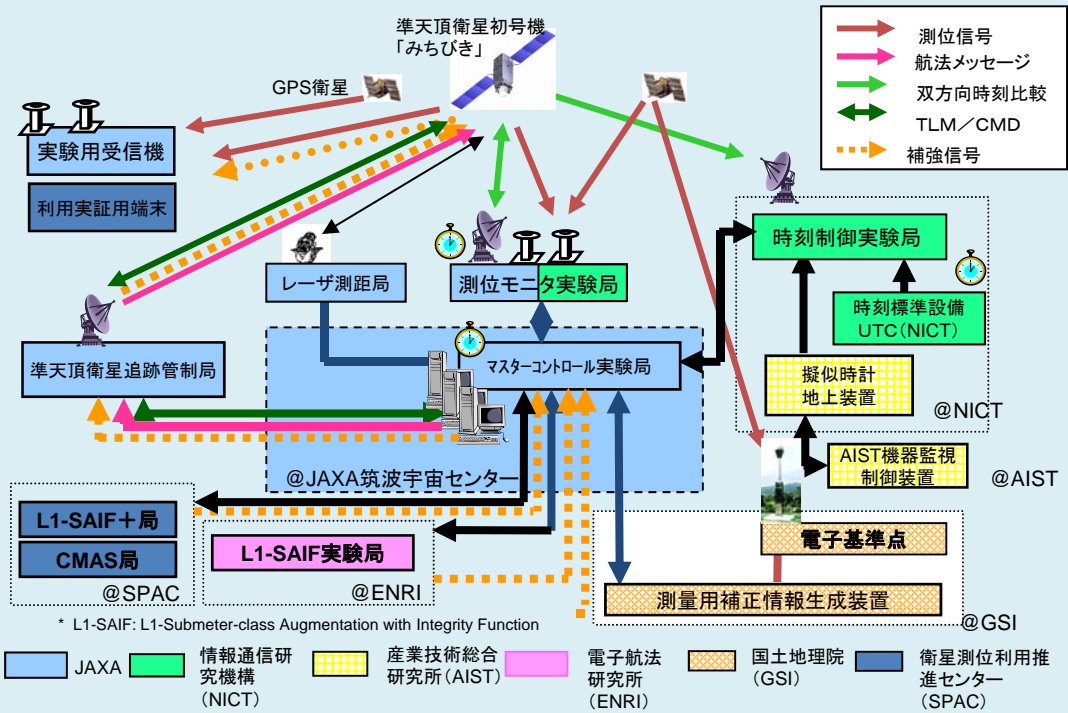 準天頂衛星初号機
「みちびき」
GPS衛星
測位信号
航法メッセージ
双方向時刻比較
TLM/CMD
補強信号
実験用受信機
利用実証用端末
レーザ測距局
測位モニタ実験局
時刻制御実験局
時刻標準設備
UTC(NICT)
準天頂衛星追跡管制局
マスターコントロール実験局
擬似時計
地上装置
@NICT
AIST機器監視
制御装置
@AIST
@JAXA筑波宇宙センター
L1-SAIF+局
CMAS局
@SPAC
L1-SAIF実験局
@ENRI
電子基準点
測量用補正情報生成装置
@GSI
* L1-SAIF: L1-Submeter-class Augmentation with Integrity Function
JAXA
情報通信研
究機構
(NICT)
産業技術総合
研究所(AIST)
電子航法
研究所
(ENRI)
国土地理院
(GSI)
衛星測位利用推
進センター
(SPAC)